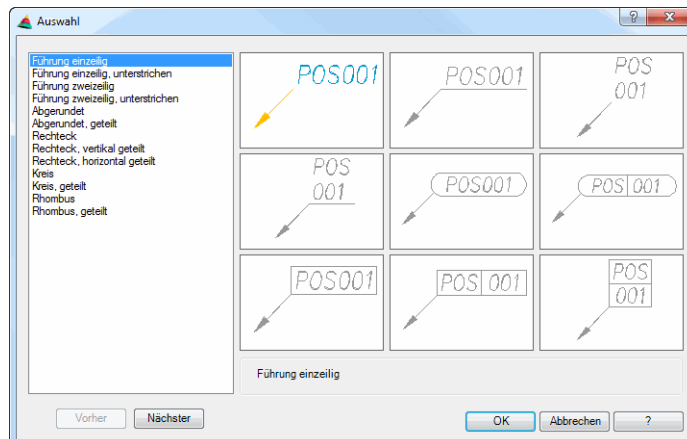 Auswahl
?
Führung einzeilig
Führung einzeilig, unterstrichen
Führung zweizeilig
Führung zweizeilig, unterstrichen
Abgerundet
Abgerundet, geteilt
Rechteck
Rechteck, vertikal geteilt
Rechteck, horizontal geteilt
Kreis
Kreis, geteilt
Rhombus
Rhombus, geteilt
POS001
POS001
POS
001
POS
001
POS001
POS 001
POS001
POS 001
POS
001
Führung einzeilig
Vorher
Nächster
OK
Abbrechen
?